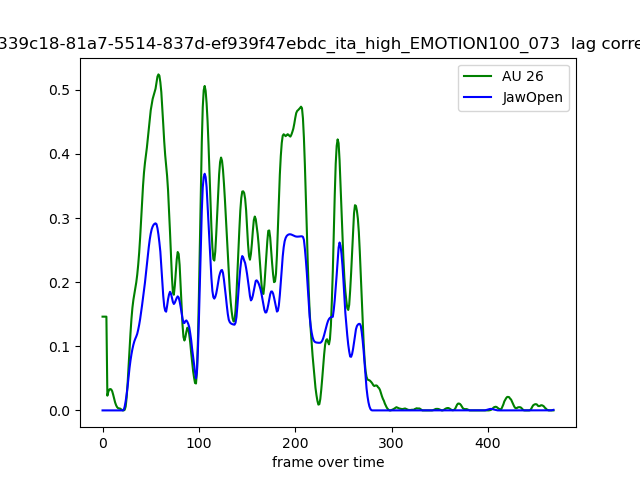 339c18-81a7-5514-837d-ef939f47ebdc_ita_high_EMOTION100_073 lag corre
AU 26
JawOpen
0.5
0.4
0.3
0.2
0.1
0.0
0 100 200 300 400
frame over time